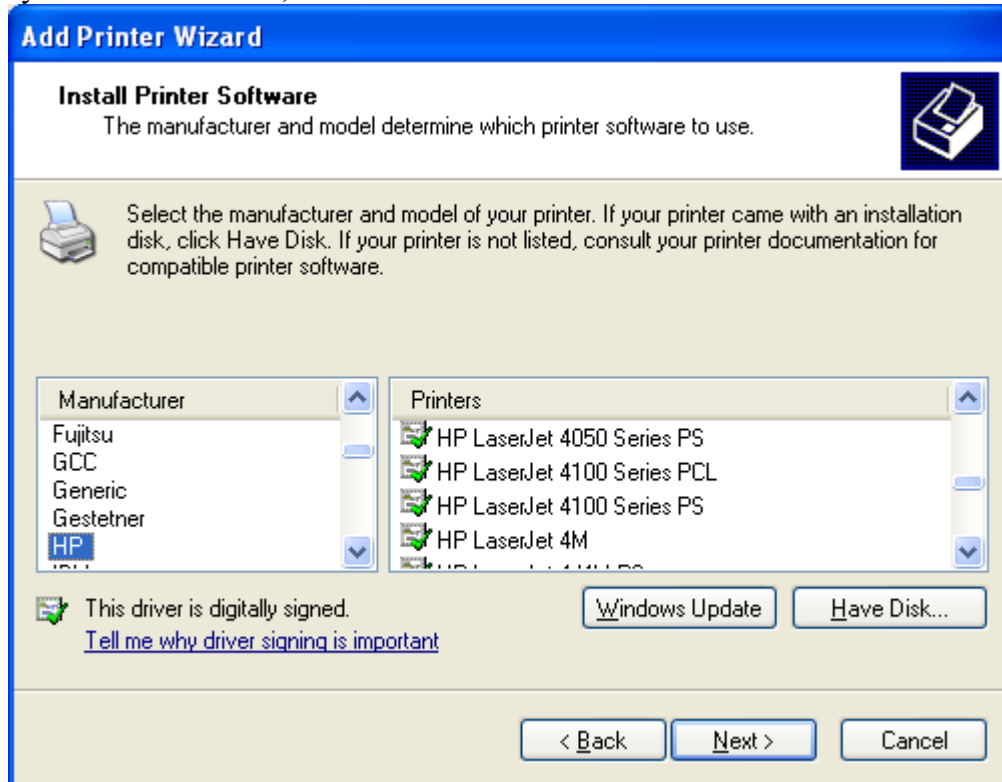 Add Printer Wizard
Install Printer Software
The manufacturer and model determine which printer software to use.
Select the manufacturer and model of your printer. If your printer came with an installation
disk, click Have Disk. If your printer is not listed, consult your printer documentation for
compatible printer software.
Manufacturer
Fujitsu
GCC
Generic
Gestetner
HP
Printers
HP LaserJet 4050 Series PS
HP LaserJet 4100 Series PCL
HP LaserJet 4100 Series PS
HP LaserJet 4M
This driver is digitally signed.
Tell me why driver signing is important
Windows Update
Have Disk...
< Back
Next >
Cancel